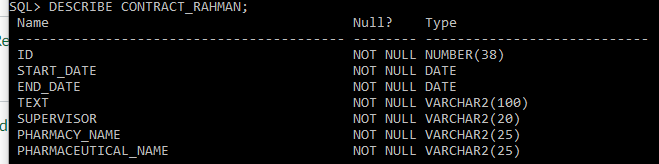 SQL> DESCRIBE CONTRACT_RAHMAN;
Name Null? Type
----------------------------------------- -------- ----------------------------
ID NOT NULL NUMBER(38)
START_DATE NOT NULL DATE
END_DATE NOT NULL DATE
TEXT NOT NULL VARCHAR2(100)
SUPERVISOR NOT NULL VARCHAR2(20)
PHARMACY_NAME NOT NULL VARCHAR2(25)
PHARMACEUTICAL_NAME NOT NULL VARCHAR2(25)